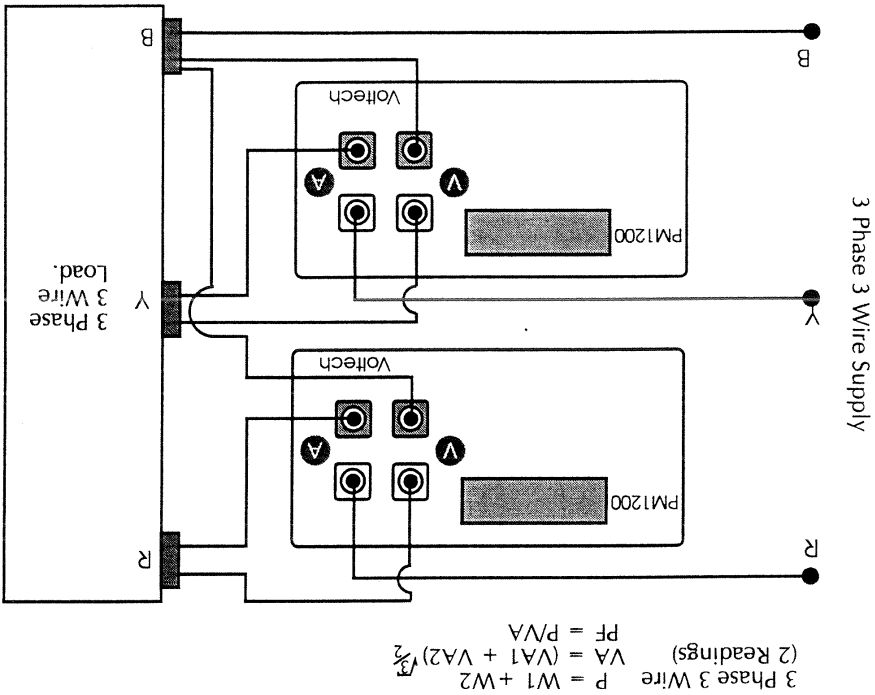 3 Phase 3 Wire P = W1 + W2
(2 Readings) VA = (VA1 + VA2) √3/2
PF = P/VA
3 Phase 3 Wire Supply
R
R
PM1200
V
A
Voltech
Y
Y
3 Phase
3 Wire
Load.
PM1200
V
A
Voltech
B
B